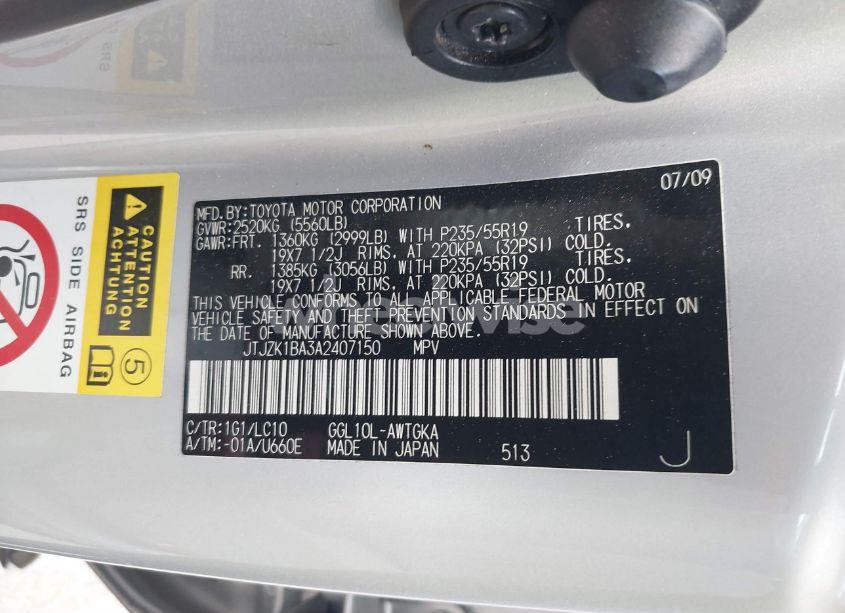 07/09
MFD.BY:TOYOTA MOTOR CORPORATION
GVWR:2520KG (5560LB)
GAWR:FRT. 1360KG (2999LB) WITH P235/55R19 TIRES.
19X7 1/2J RIMS. AT 220KPA (32PSI) COLD.
RR. 1385KG (3056LB) WITH P235/55R19 TIRES.
19X7 1/2J RIMS. AT 220KPA (32PSI) COLD.
THIS VEHICLE CONFORMS TO ALL APPLICABLE FEDERAL MOTOR
VEHICLE SAFETY AND THEFT PREVENTION STANDARDS IN EFFECT ON
THE DATE OF MANUFACTURE SHOWN ABOVE.
JTJZK1BA3A2407150 MPV
C/TR:1G1/LC10 GGL10L-AWTGKA
A/TM:-01A/U660E MADE IN JAPAN 513 J
CAUTION
ATTENTION
ACHTUNG
SRS SIDE AIRBAG
5